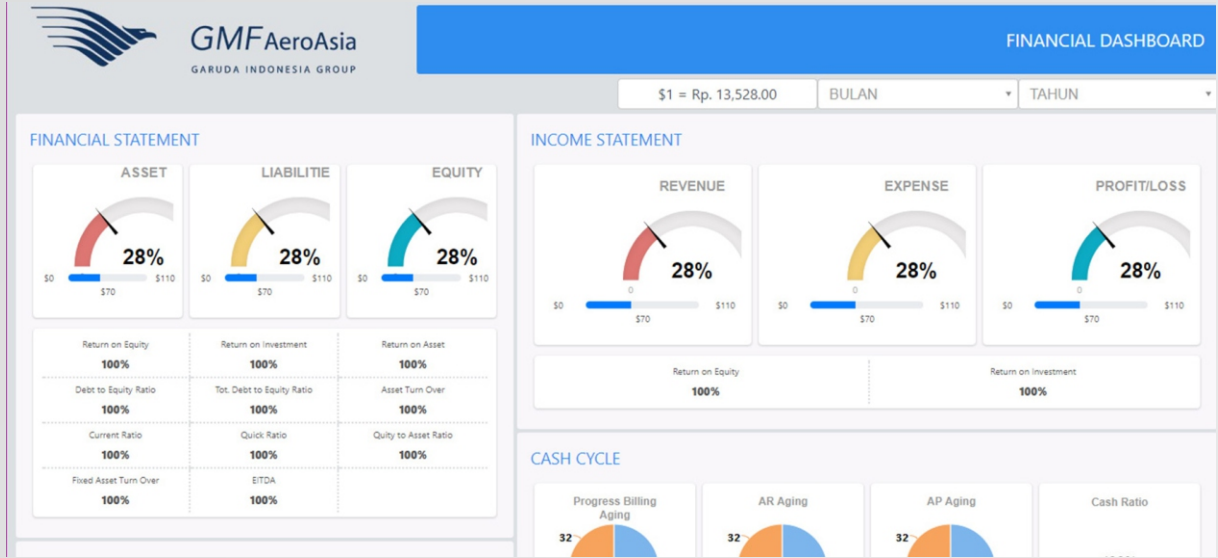 GMF AeroAsia
GARUDA INDONESIA GROUP
FINANCIAL DASHBOARD
$1 = Rp. 13,528.00
BULAN
TAHUN
FINANCIAL STATEMENT
ASSET
28%
$0
$110
$70
LIABILITIE
28%
$0
$110
$70
EQUITY
28%
$0
$110
$70
Return on Equity
Return on Investment
Return on Asset
100%
100%
100%
Debt to Equity Ratio
Tot. Debt to Equity Ratio
Asset Turn Over
100%
100%
100%
Current Ratio
Quick Ratio
Quity to Asset Ratio
100%
100%
100%
Fixed Asset Turn Over
EITDA
100%
100%
INCOME STATEMENT
REVENUE
28%
0
$0
$110
$70
EXPENSE
28%
0
$0
$110
$70
PROFIT/LOSS
28%
0
$0
$110
$70
Return on Equity
Return on Investment
100%
100%
CASH CYCLE
Progress Billing
Aging
32
AR Aging
32
AP Aging
32
Cash Ratio